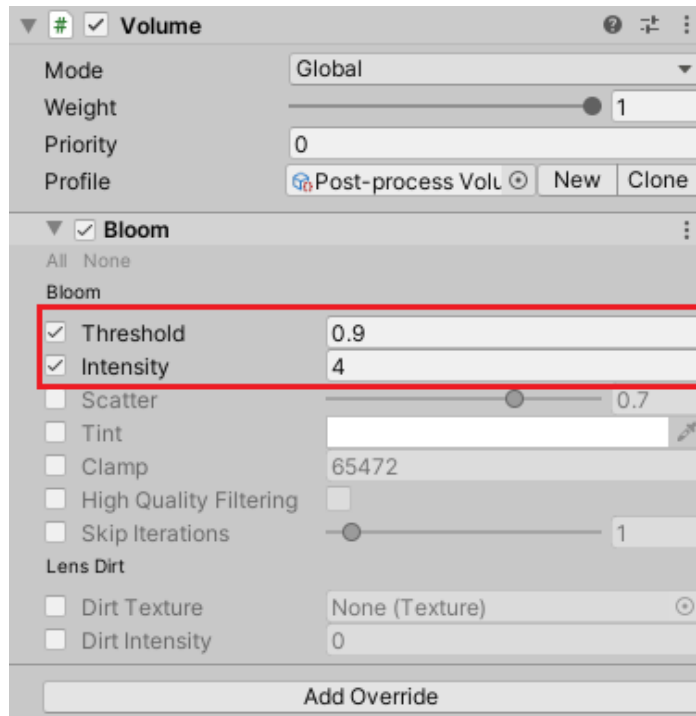 # Volume
Mode Global
Weight 1
Priority 0
Profile Post-process Volu New Clone
Bloom
All None
Bloom
Threshold 0.9
Intensity 4
Scatter 0.7
Tint
Clamp 65472
High Quality Filtering
Skip Iterations 1
Lens Dirt
Dirt Texture None (Texture)
Dirt Intensity 0
Add Override